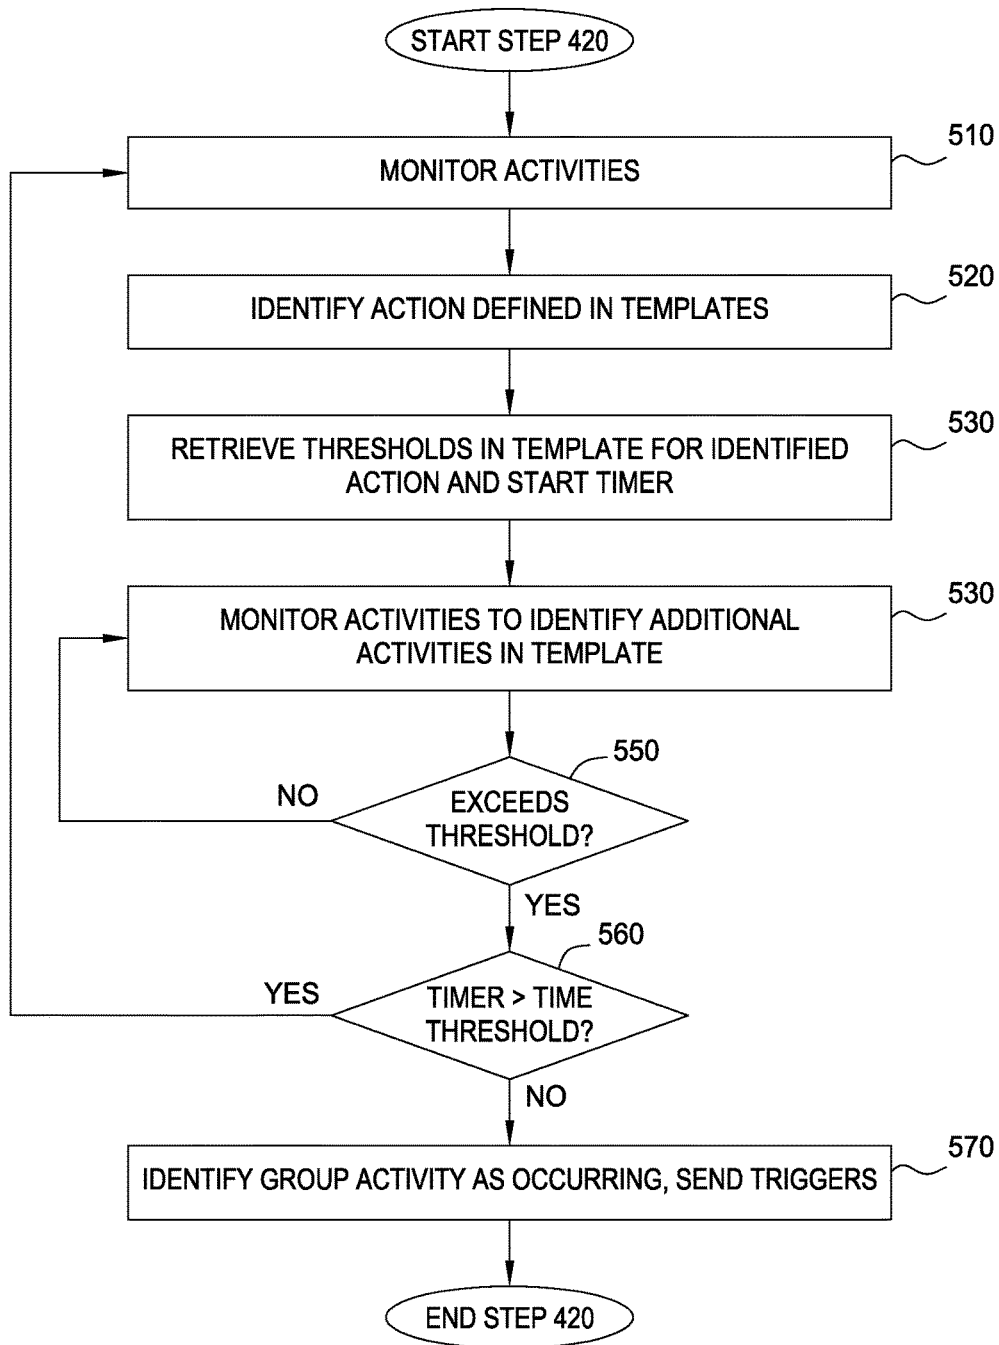 START STEP 420
510
MONITOR ACTIVITIES
520
IDENTIFY ACTION DEFINED IN TEMPLATES
530
RETRIEVE THRESHOLDS IN TEMPLATE FOR IDENTIFIED
ACTION AND START TIMER
530
MONITOR ACTIVITIES TO IDENTIFY ADDITIONAL
ACTIVITIES IN TEMPLATE
550
NO
EXCEEDS
THRESHOLD?
YES
560
YES
TIMER > TIME
THRESHOLD?
NO
570
IDENTIFY GROUP ACTIVITY AS OCCURRING, SEND TRIGGERS
END STEP 420